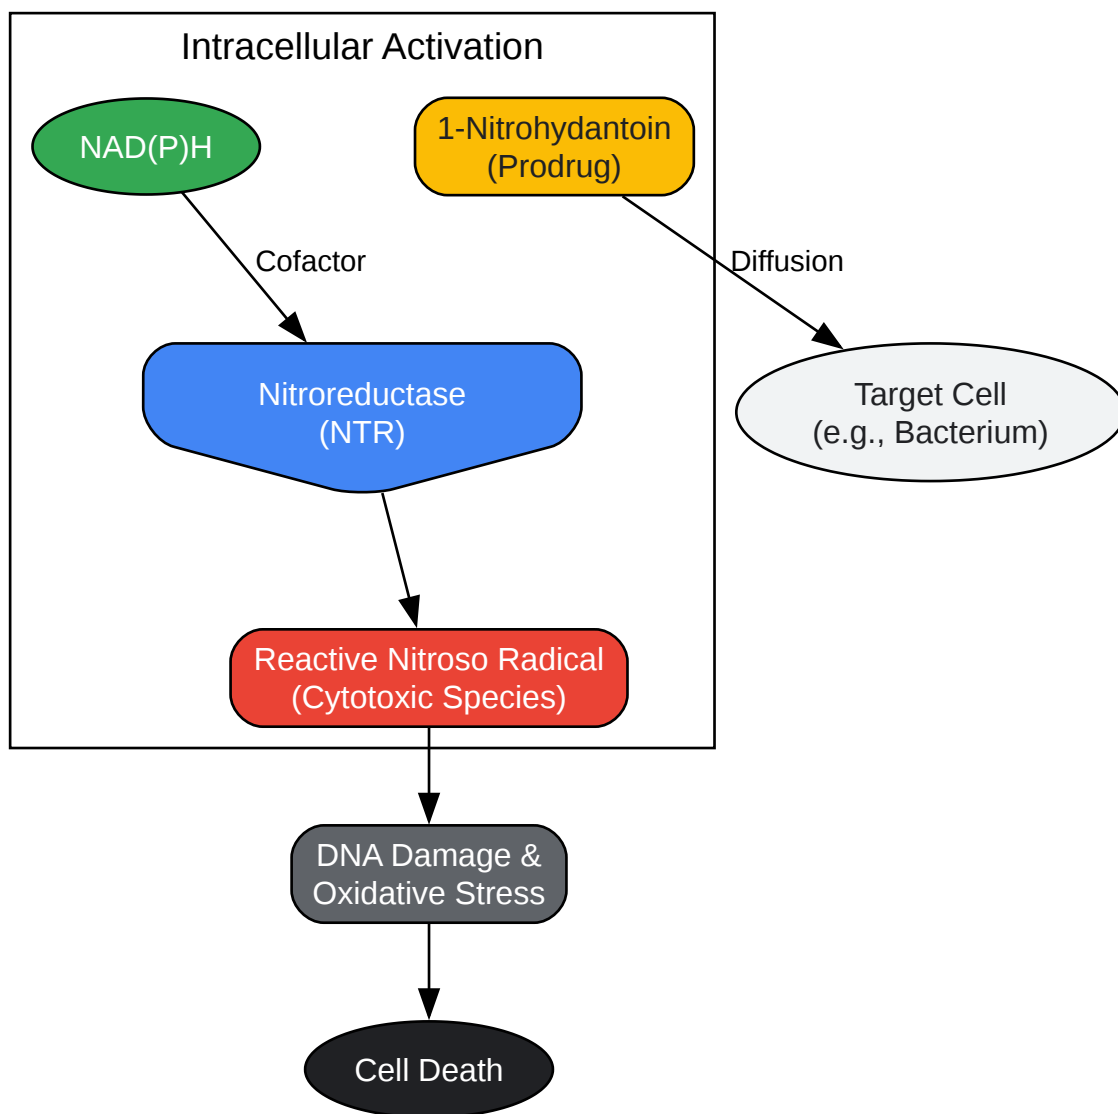 Intracellular Activation
NAD(P)H
1-Nitrohydantoin
(Prodrug)
Cofactor
Diffusion
Nitroreductase
(NTR)
Target Cell
(e.g., Bacterium)
Reactive Nitroso Radical
(Cytotoxic Species)
DNA Damage &
Oxidative Stress
Cell Death